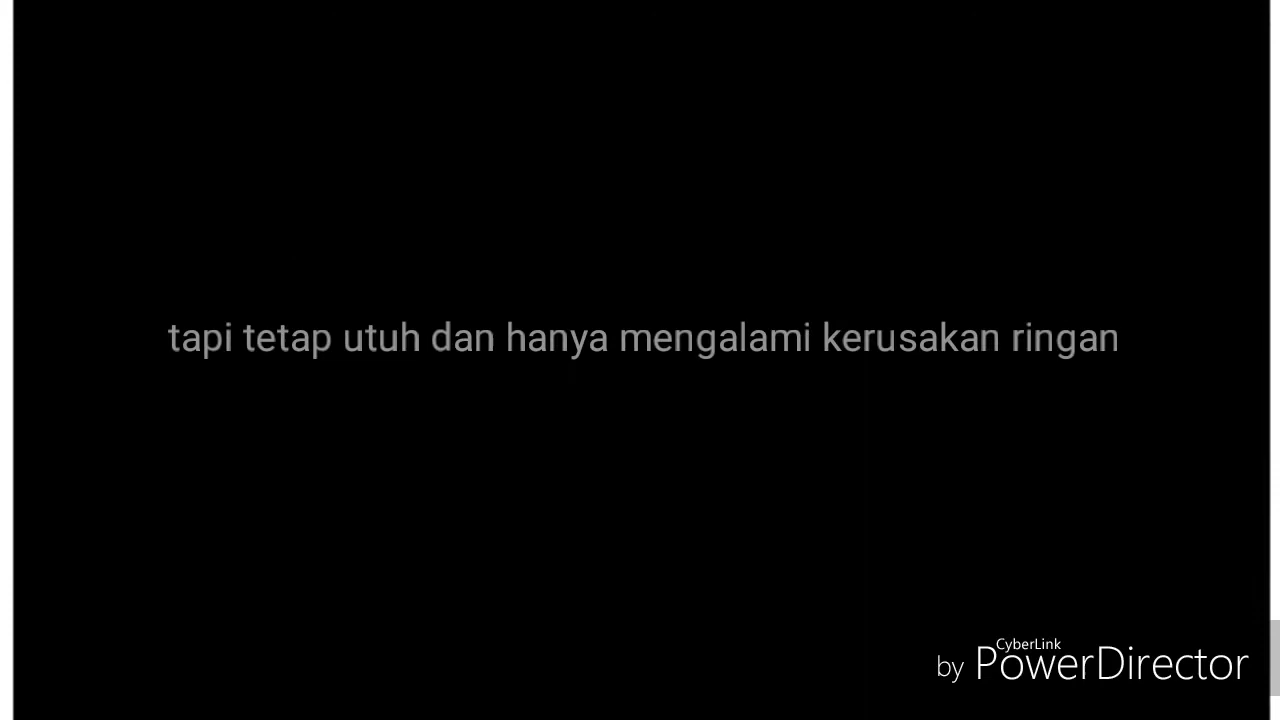 tapi tetap utuh dan hanya mengalami kerusakan ringan
CyberLink
by PowerDirector